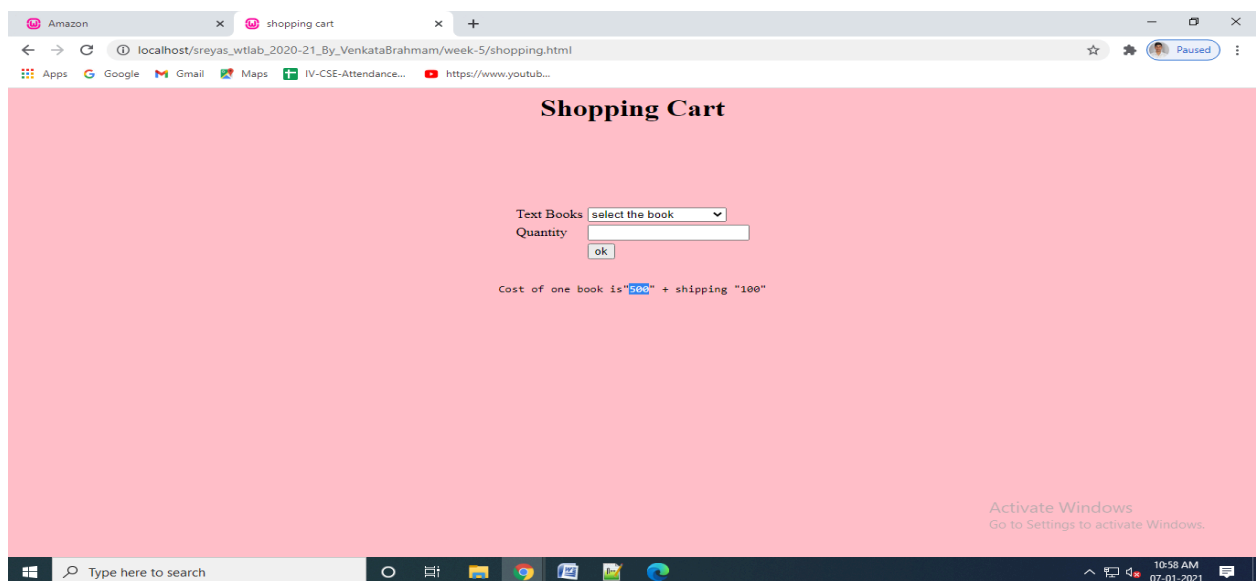 Amazon
shopping cart
localhost/sreyas_wtlab_2020-21_By_VenkataBrahmam/week-5/shopping.html
Paused
Apps Google Gmail Maps IV-CSE-Attendance... https://www.youtub...
Shopping Cart
Text Books select the book
Quantity
ok
Cost of one book is"500" + shipping "100"
Activate Windows
Go to Settings to activate Windows.
Type here to search
10:58 AM
07-01-2021